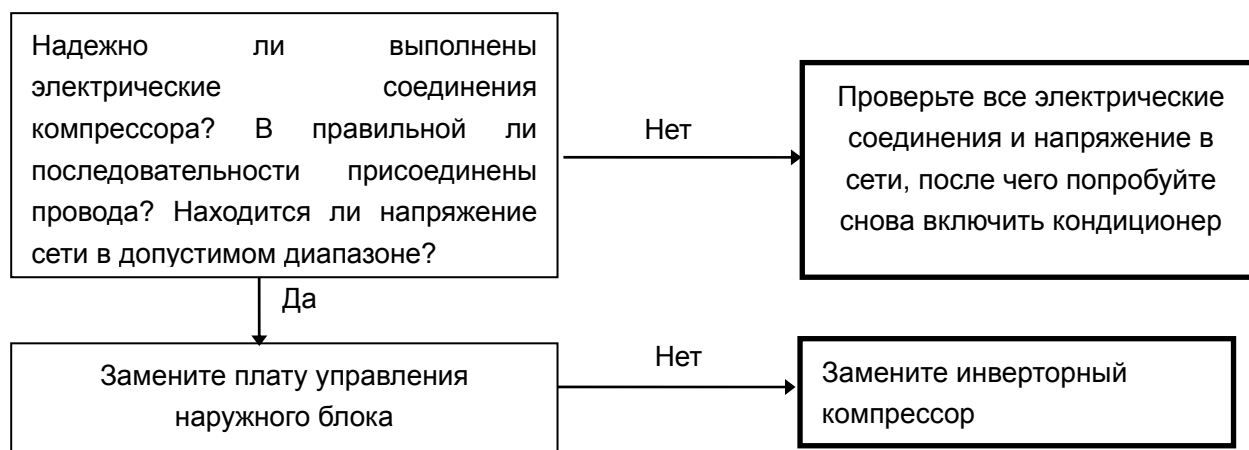 Надежно ли выполнены
электрические соединения
компрессора? В правильной ли
последовательности присоединены
провода? Находится ли напряжение
сети в допустимом диапазоне?
Нет
Проверьте все электрические
соединения и напряжение в
сети, после чего попробуйте
снова включить кондиционер
Да
Замените плату управления
наружного блока
Нет
Замените инверторный
компрессор